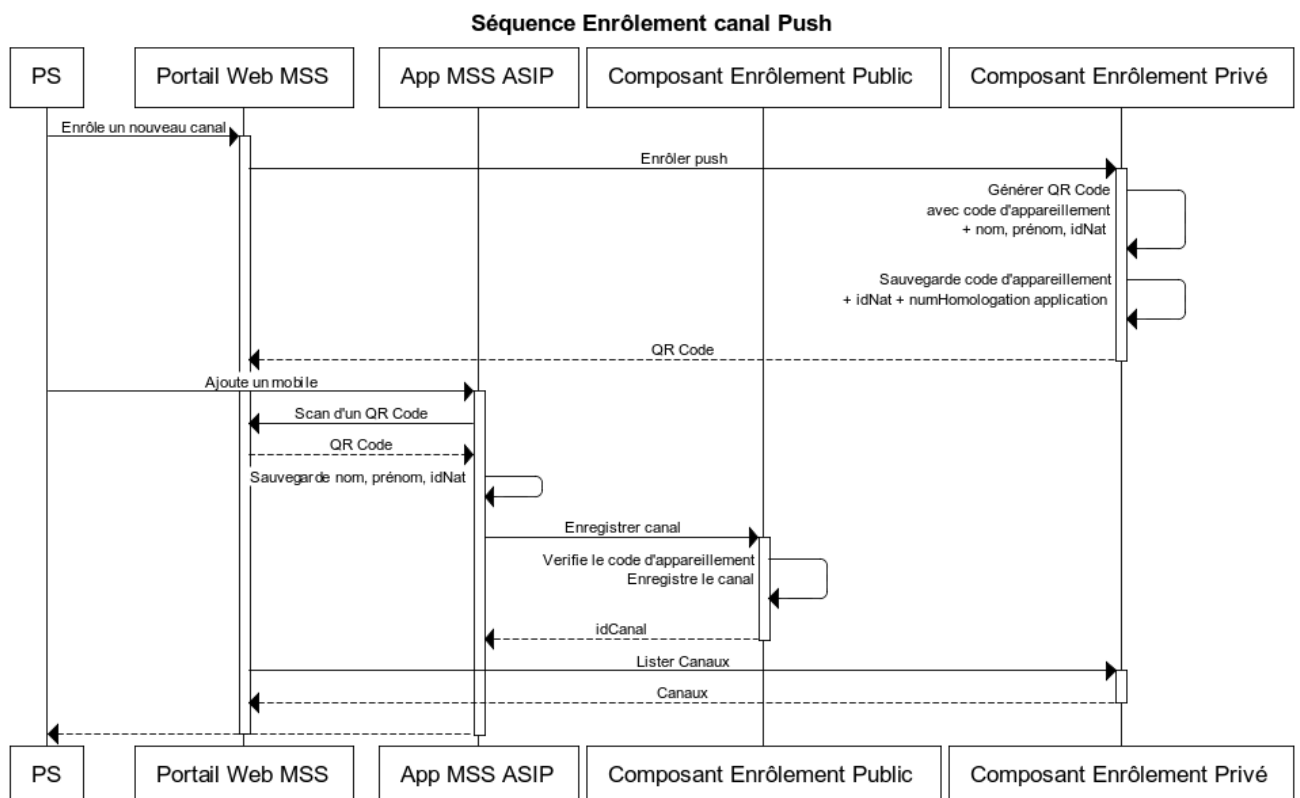 Séquence Enrôlement canal Push
PS
Portail Web MSS
App MSS ASIP
Composant Enrôlement Public
Composant Enrôlement Privé
Enrôle un nouveau canal
Enrôler push
Générer QR Code
avec code d'appareillement
+ nom, prénom, idNat
Sauvegarde code d'appareillement
+ idNat + numHomologation application
QR Code
Ajoute un mobile
Scan d'un QR Code
QR Code
Sauvegarde nom, prénom, idNat
Enregistrer canal
Verifie le code d'appareillement
Enregistre le canal
idCanal
Lister Canaux
Canaux
PS
Portail Web MSS
App MSS ASIP
Composant Enrôlement Public
Composant Enrôlement Privé